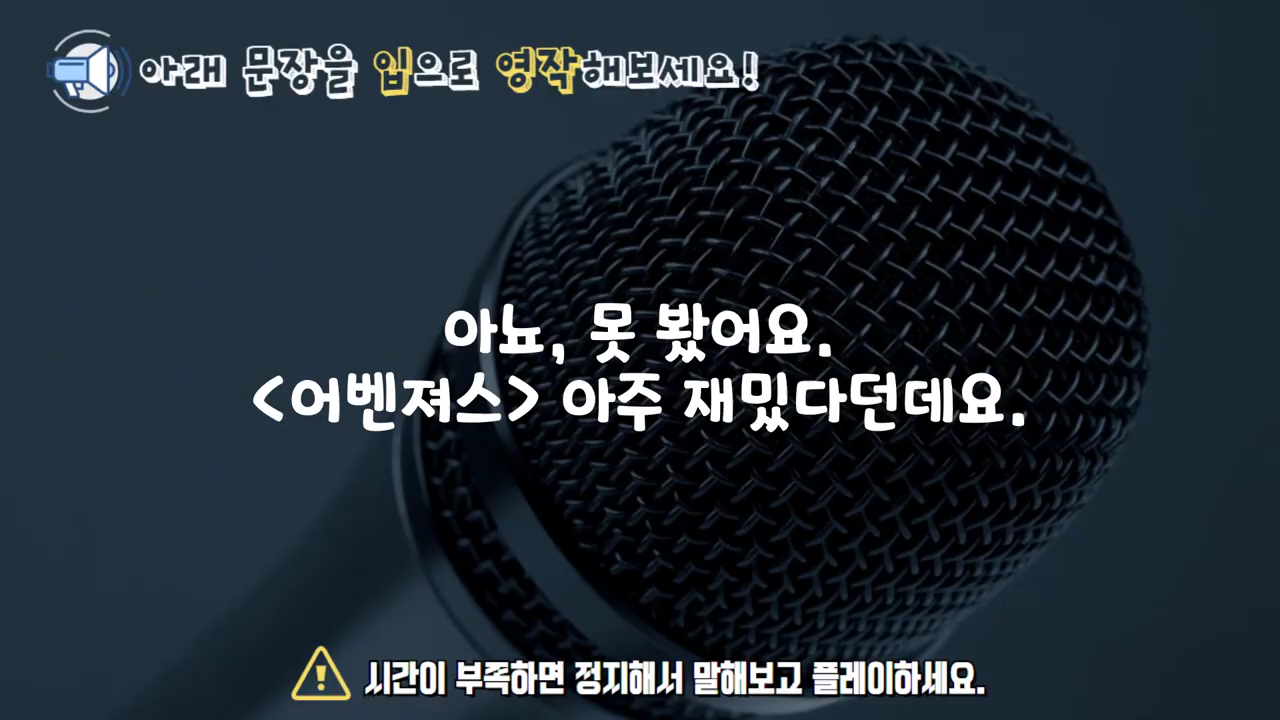 아래 문장을 입으로 영작해보세요!
아뇨, 못 봤어요.
<어벤져스> 아주 재밌다던데요.
시간이 부족하면 정지해서 말해보고 플레이하세요.